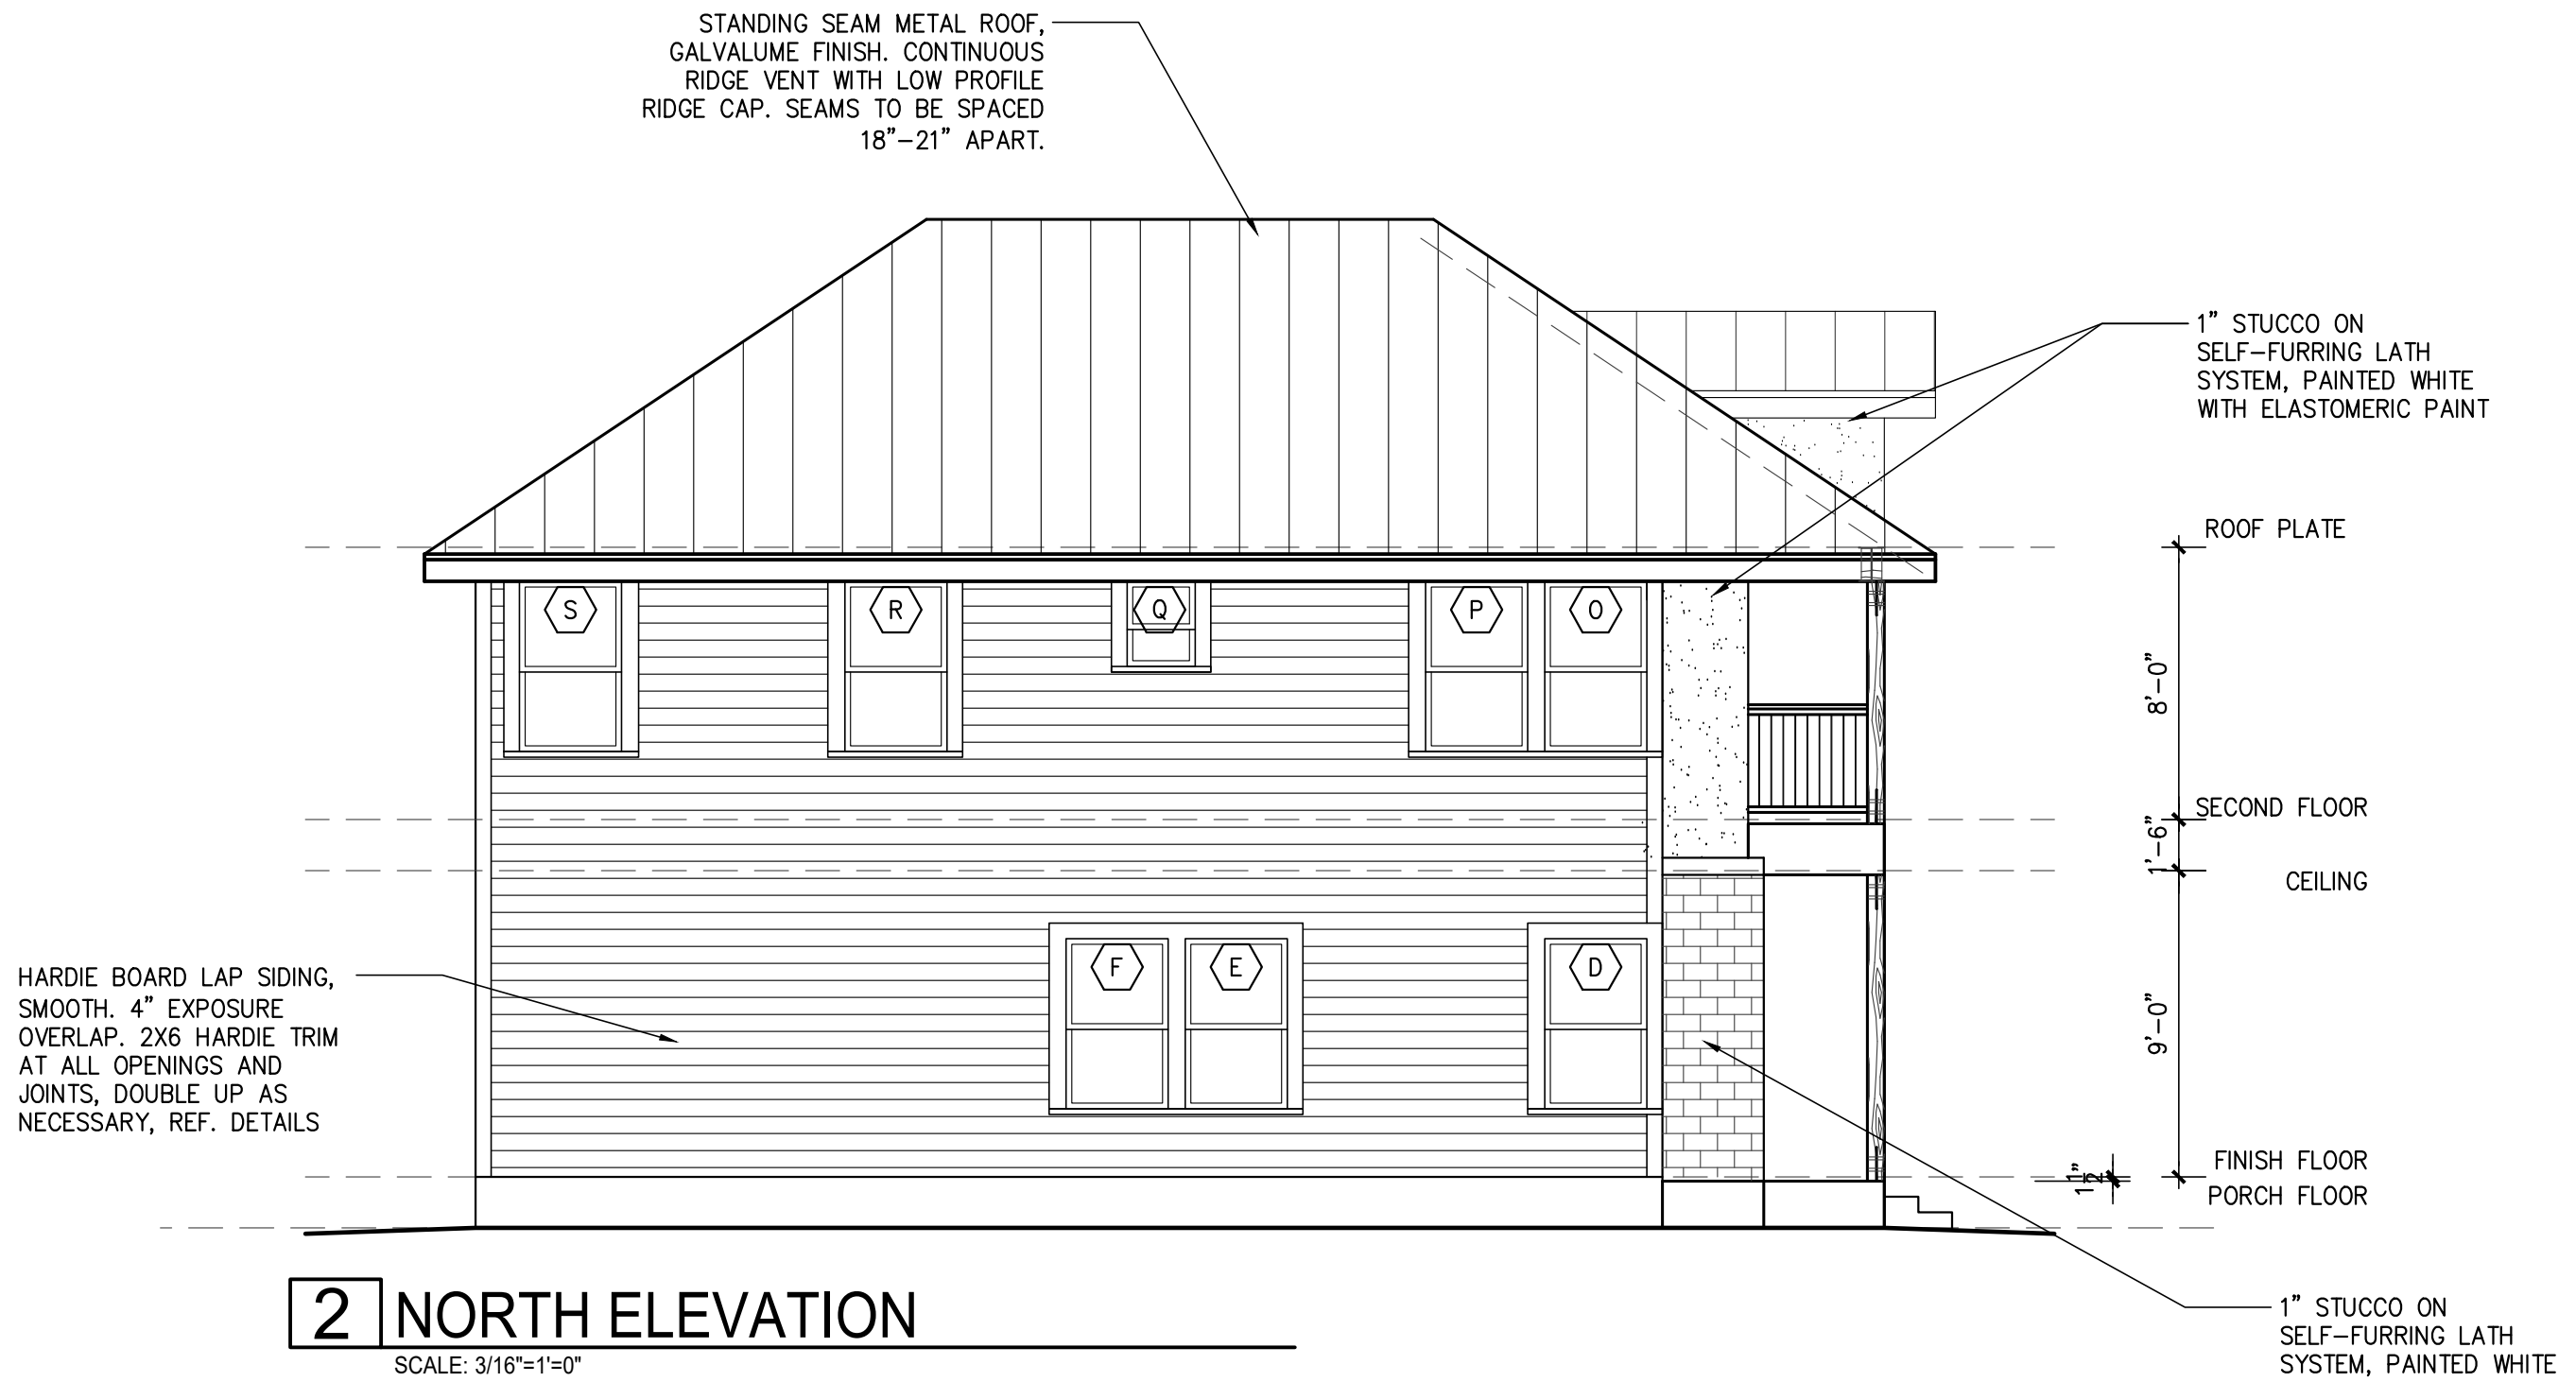 STANDING SEAM METAL ROOF,
GALVALUME FINISH. CONTINUOUS
RIDGE VENT WITH LOW PROFILE
RIDGE CAP. SEAMS TO BE SPACED
18"-21" APART.
1" STUCCO ON
SELF-FURRING LATH
SYSTEM, PAINTED WHITE
WITH ELASTOMERIC PAINT
ROOF PLATE
S
R
Q
P
O
8'-0"
SECOND FLOOR
1'-6"
CEILING
F
E
D
HARDIE BOARD LAP SIDING,
SMOOTH. 4" EXPOSURE
OVERLAP. 2X6 HARDIE TRIM
AT ALL OPENINGS AND
JOINTS, DOUBLE UP AS
NECESSARY, REF. DETAILS
9'-0"
FINISH FLOOR
1 1/2"
PORCH FLOOR
2 NORTH ELEVATION
SCALE: 3/16"=1'=0"
1" STUCCO ON
SELF-FURRING LATH
SYSTEM, PAINTED WHITE